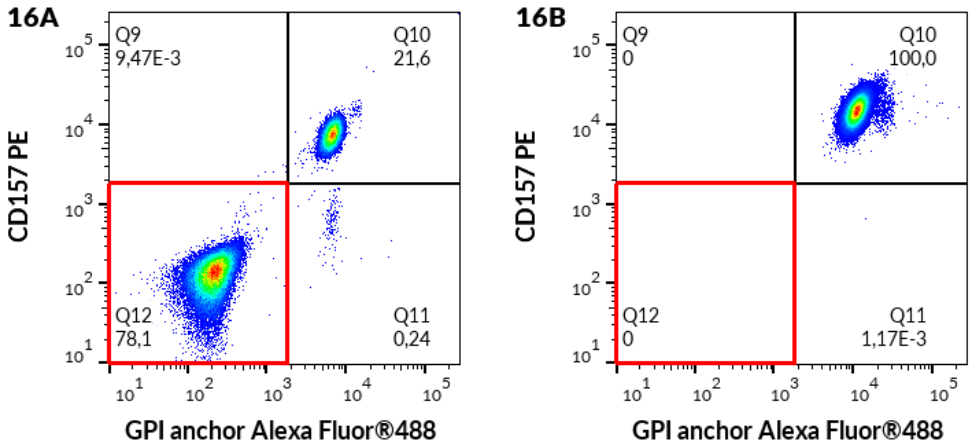 16A
Q9
9,47E-3
Q10
21,6
10^5
10^4
10^3
10^2
10^1
CD157 PE
Q12
78,1
Q11
0,24
10^1 10^2 10^3 10^4 10^5
GPI anchor Alexa Fluor®488
16B
Q9
0
Q10
100,0
10^5
10^4
10^3
10^2
10^1
CD157 PE
Q12
0
Q11
1,17E-3
10^1 10^2 10^3 10^4 10^5
GPI anchor Alexa Fluor®488